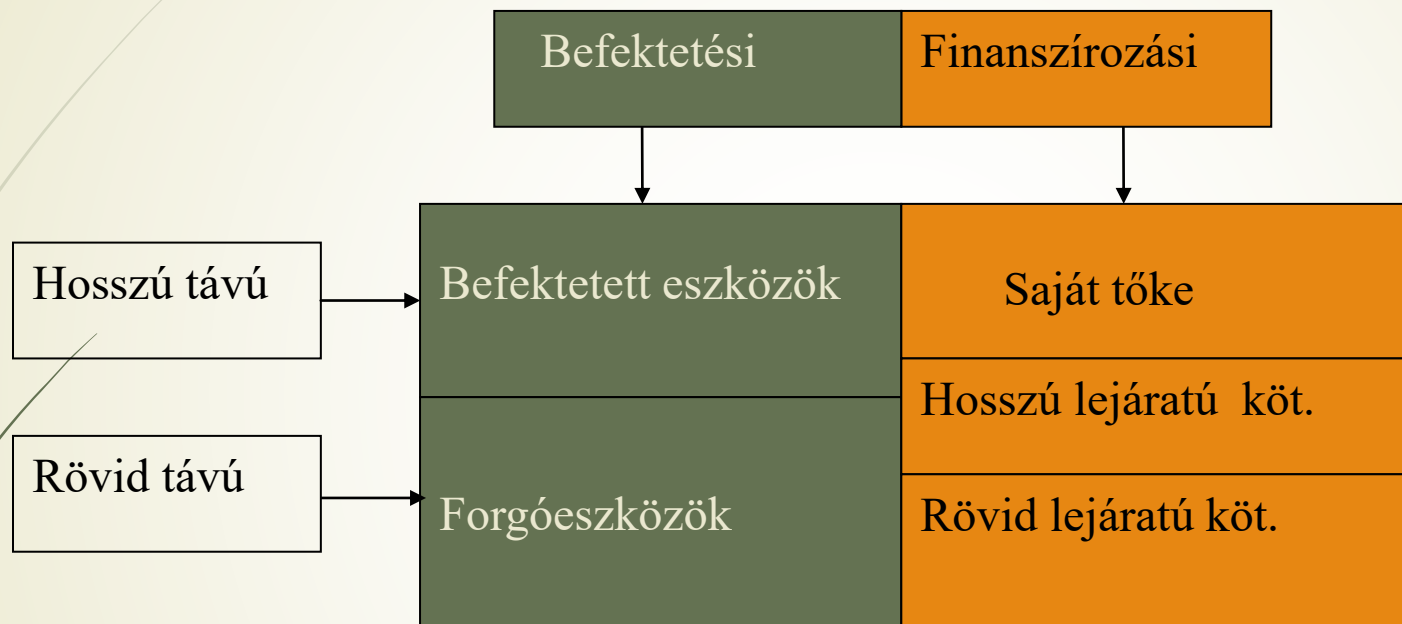 Befektetési
Finanszírozási
Hosszú távú
Befektetett eszközök
Saját tőke
Hosszú lejáratú köt.
Rövid távú
Forgóeszközök
Rövid lejáratú köt.